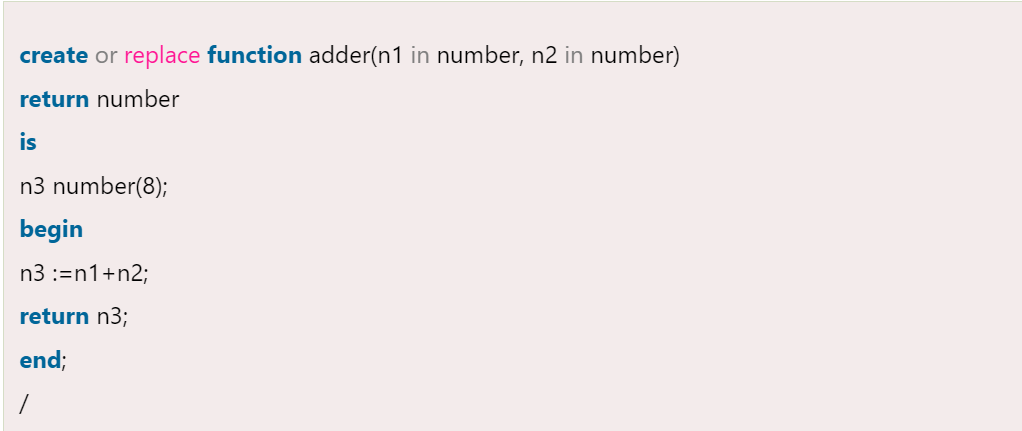 create or replace function adder(n1 in number, n2 in number)
return number
is
n3 number(8);
begin
n3 :=n1+n2;
return n3;
end;
/